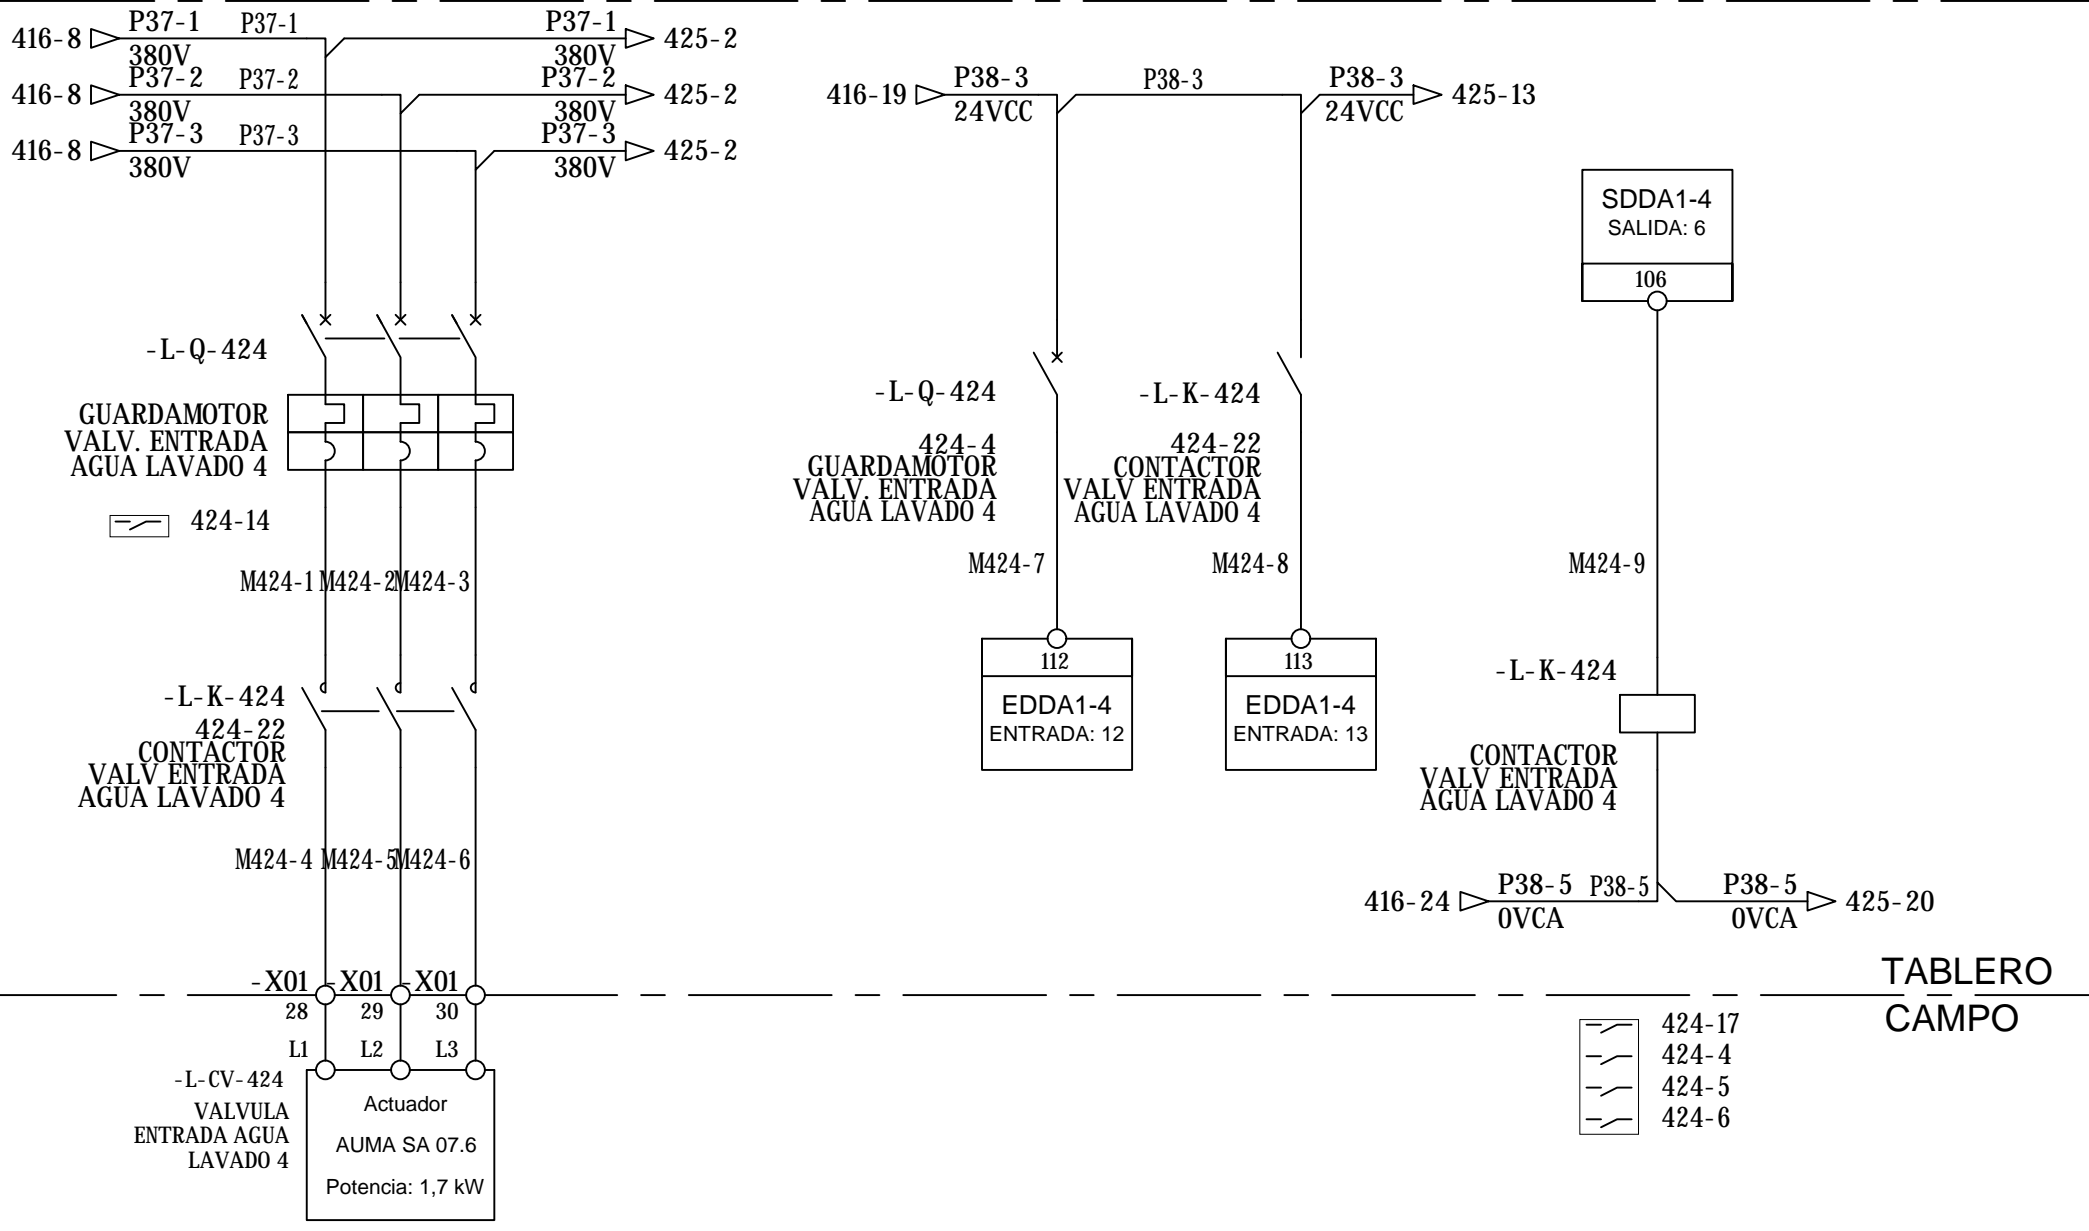 416-8 P37-1 P37-1 P37-1 425-2
380V 380V
416-8 P37-2 P37-2 P37-2 425-2
380V 380V
416-8 P37-3 P37-3 P37-3 425-2
380V 380V
-L-Q-424
GUARDAMOTOR
VALV. ENTRADA
AGUA LAVADO 4
424-14
M424-1 M424-2 M424-3
-L-K-424
424-22
CONTACTOR
VALV ENTRADA
AGUA LAVADO 4
M424-4 M424-5 M424-6
-X01 -X01 -X01
28 29 30
L1 L2 L3
-L-CV-424
VALVULA
ENTRADA AGUA
LAVADO 4
Actuador
AUMA SA 07.6
Potencia: 1,7 kW
416-19 P38-3 P38-3 P38-3 425-13
24VCC 24VCC
-L-Q-424
424-4
GUARDAMOTOR
VALV. ENTRADA
AGUA LAVADO 4
M424-7
112
EDDA1-4
ENTRADA: 12
-L-K-424
424-22
CONTACTOR
VALV ENTRADA
AGUA LAVADO 4
M424-8
113
EDDA1-4
ENTRADA: 13
SDDA1-4
SALIDA: 6
106
M424-9
-L-K-424
CONTACTOR
VALV ENTRADA
AGUA LAVADO 4
416-24 P38-5 P38-5 P38-5 425-20
0VCA 0VCA
TABLERO
CAMPO
424-17
424-4
424-5
424-6